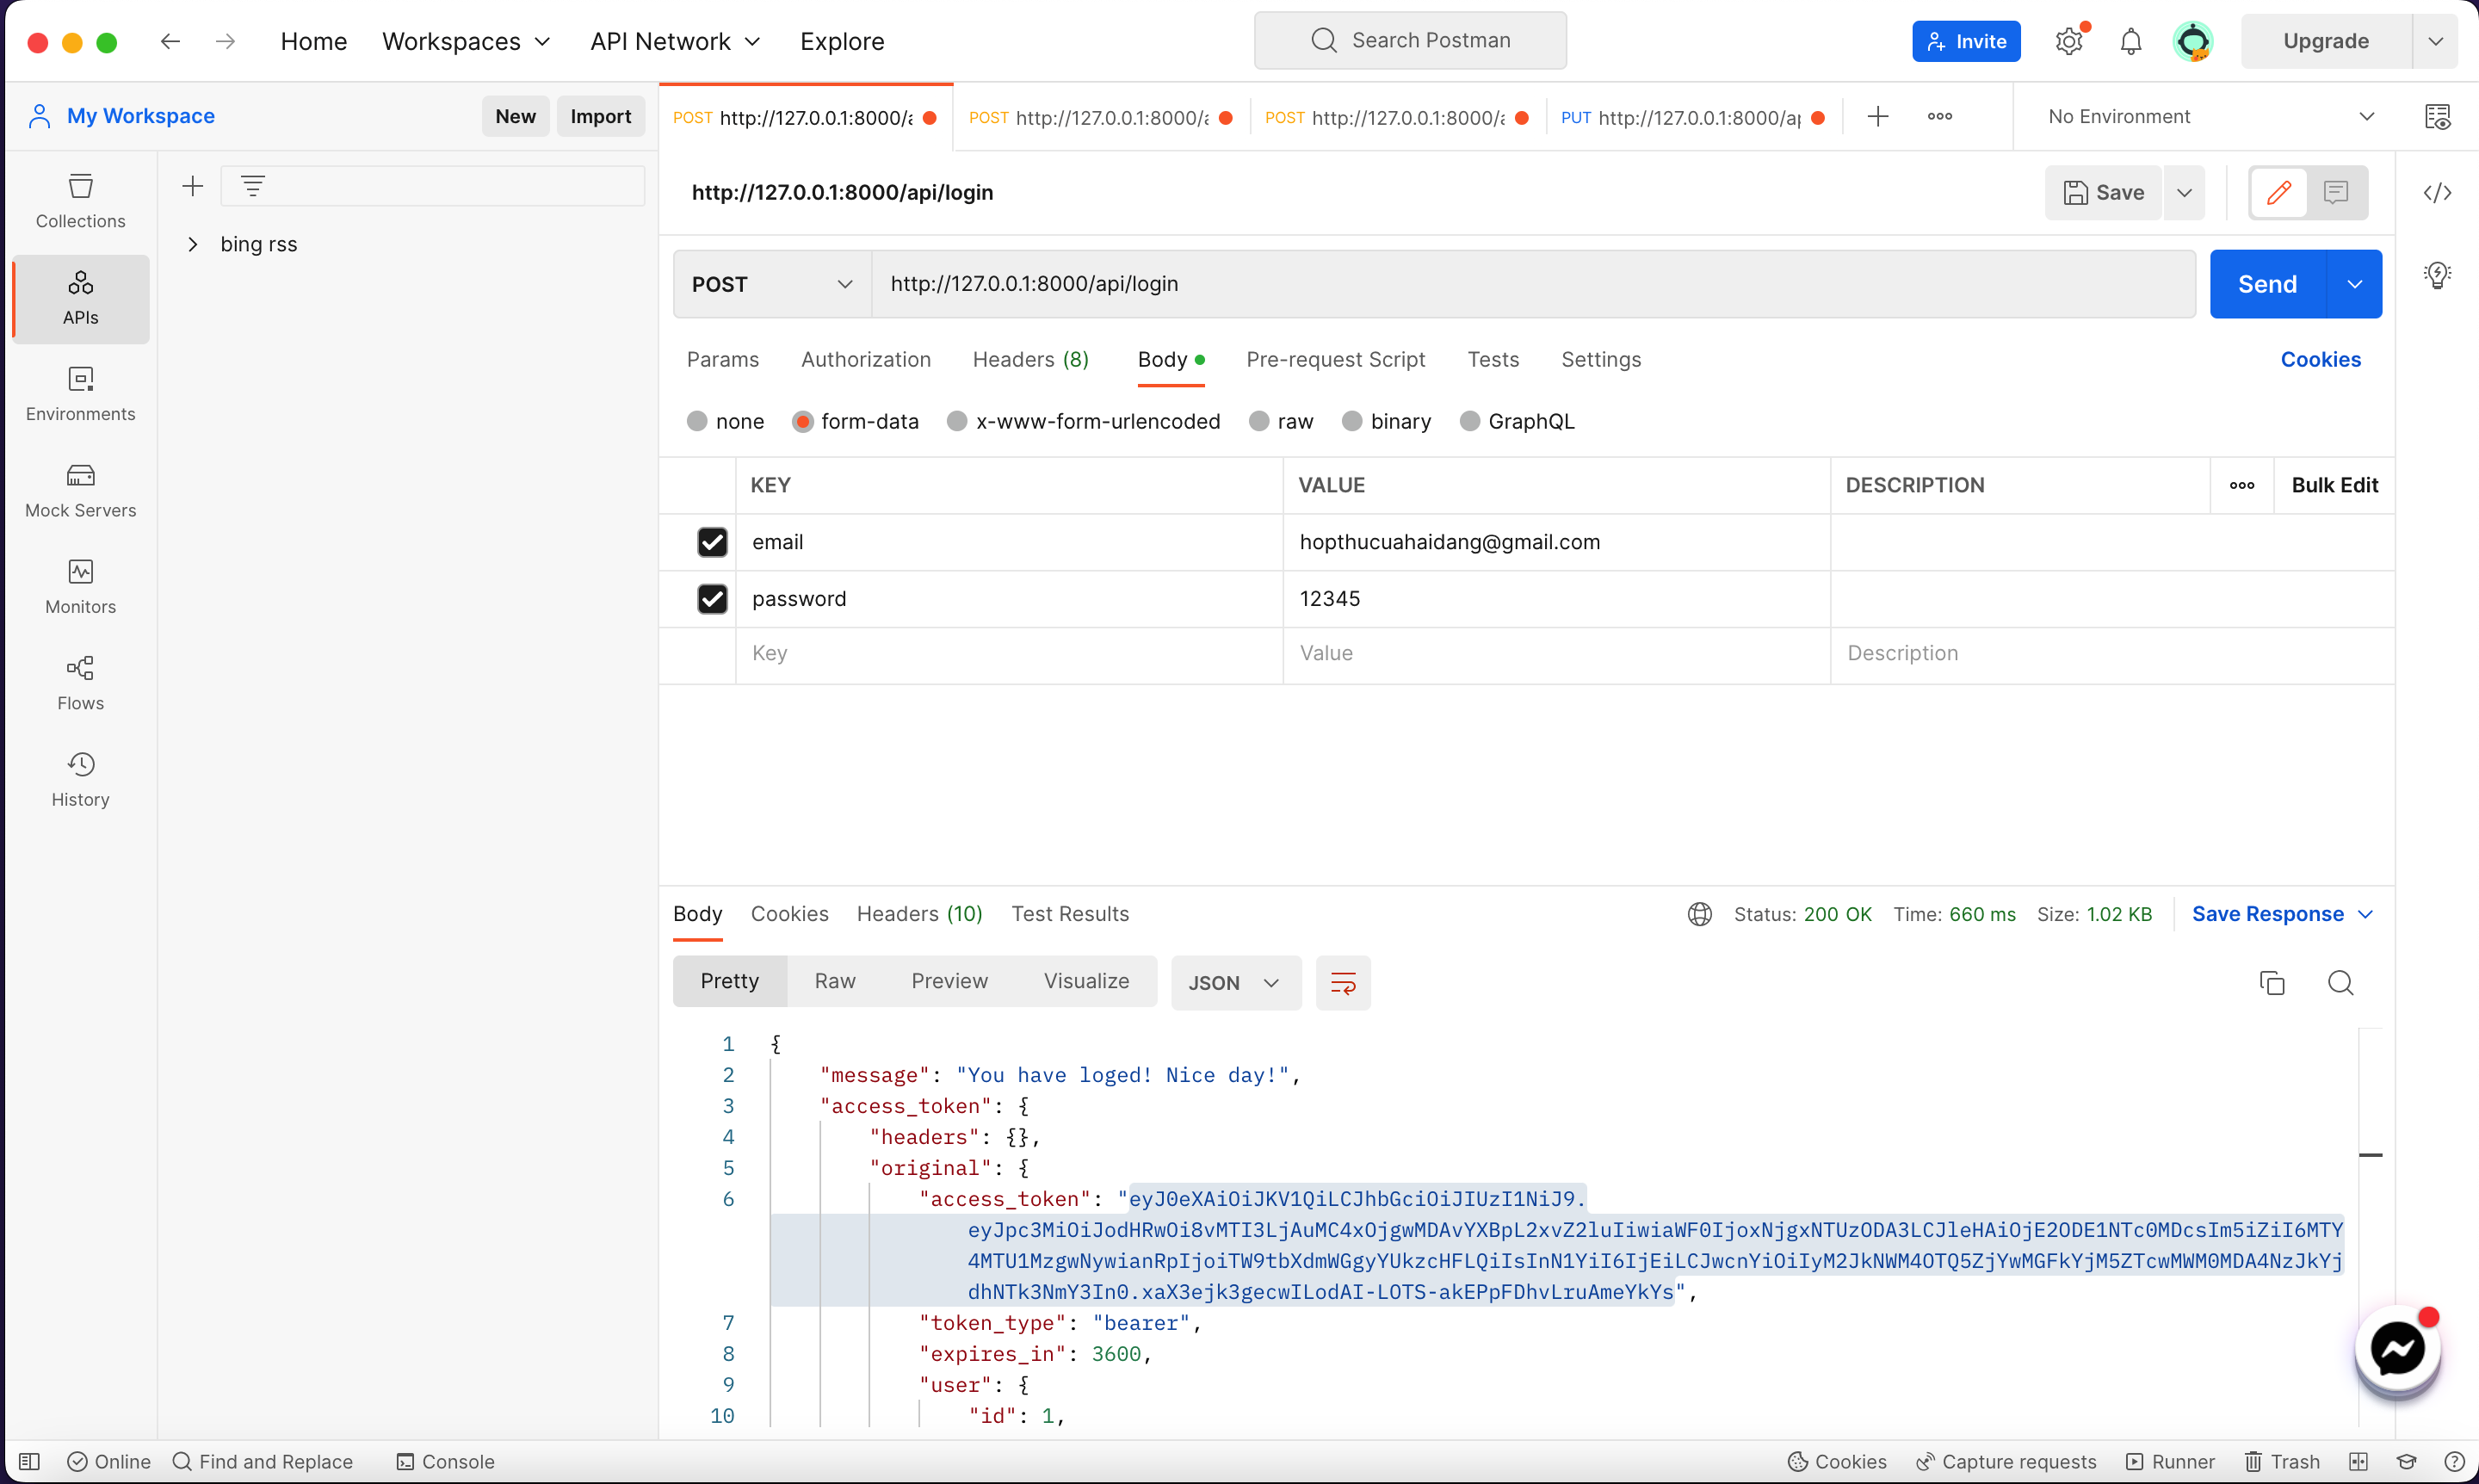 Home Workspaces API Network Explore Search Postman Invite Upgrade
My Workspace New Import
POST http://127.0.0.1:8000/a POST http://127.0.0.1:8000/a POST http://127.0.0.1:8000/a PUT http://127.0.0.1:8000/ap No Environment
Collections
APIs
Environments
Mock Servers
Monitors
Flows
History
bing rss
http://127.0.0.1:8000/api/login Save
POST http://127.0.0.1:8000/api/login Send
Params Authorization Headers (8) Body Pre-request Script Tests Settings Cookies
none form-data x-www-form-urlencoded raw binary GraphQL
KEY VALUE DESCRIPTION Bulk Edit
email hopthucuahaidang@gmail.com
password 12345
Key Value Description
Body Cookies Headers (10) Test Results Status: 200 OK Time: 660 ms Size: 1.02 KB Save Response
Pretty Raw Preview Visualize JSON
1 {
2 "message": "You have loged! Nice day!",
3 "access_token": {
4 "headers": {},
5 "original": {
6 "access_token": "eyJ0eXAiOiJKV1QiLCJhbGciOiJIUzI1NiJ9.
eyJpc3MiOiJodHRwOi8vMTI3LjAuMC4xOjgwMDAvYXBpL2xvZ2luIiwiaWF0IjoxNjgxNTUzODA3LCJleHAiOjE2ODE1NTc0MDcsIm5iZiI6MTY
4MTU1MzgwNywianRpIjoiTW9tbXdmWGgyYUkzcHFLQiIsInN1YiI6IjEiLCJwcnYiOiIyM2JkNWM4OTQ5ZjYwMGFkYjM5ZTcwMWM0MDA4NzJkYj
dhNTk3NmY3In0.xaX3ejk3gecwILodAI-LOTS-akEPpFDhvLruAmeYkYs",
7 "token_type": "bearer",
8 "expires_in": 3600,
9 "user": {
10 "id": 1,
Online Find and Replace Console Cookies Capture requests Runner Trash